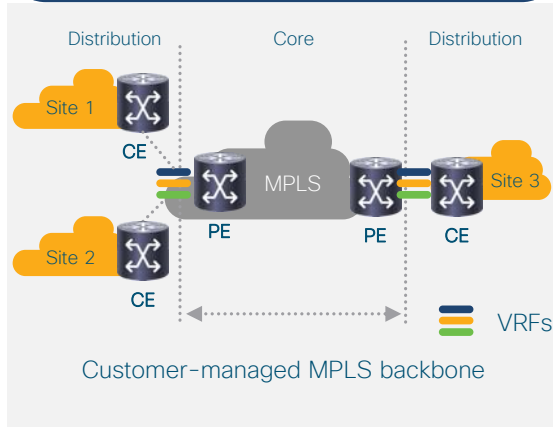 Distribution
Core
Distribution
Site 1
CE
MPLS
Site 3
PE
PE
CE
Site 2
CE
VRFs
Customer-managed MPLS backbone